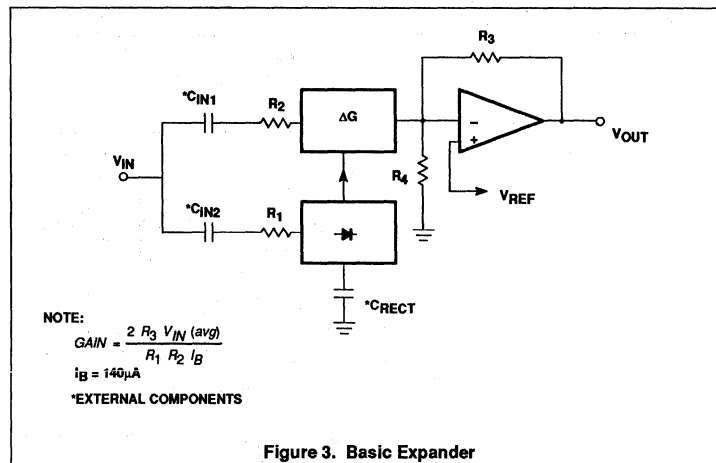 R3
*CIN1
R2
ΔG
−
+
VOUT
VIN
R4
VREF
*CIN2
R1
*CRECT
NOTE:
GAIN = 2 R3 VIN (avg) / R1 R2 IB
IB = 140μA
*EXTERNAL COMPONENTS
Figure 3. Basic Expander